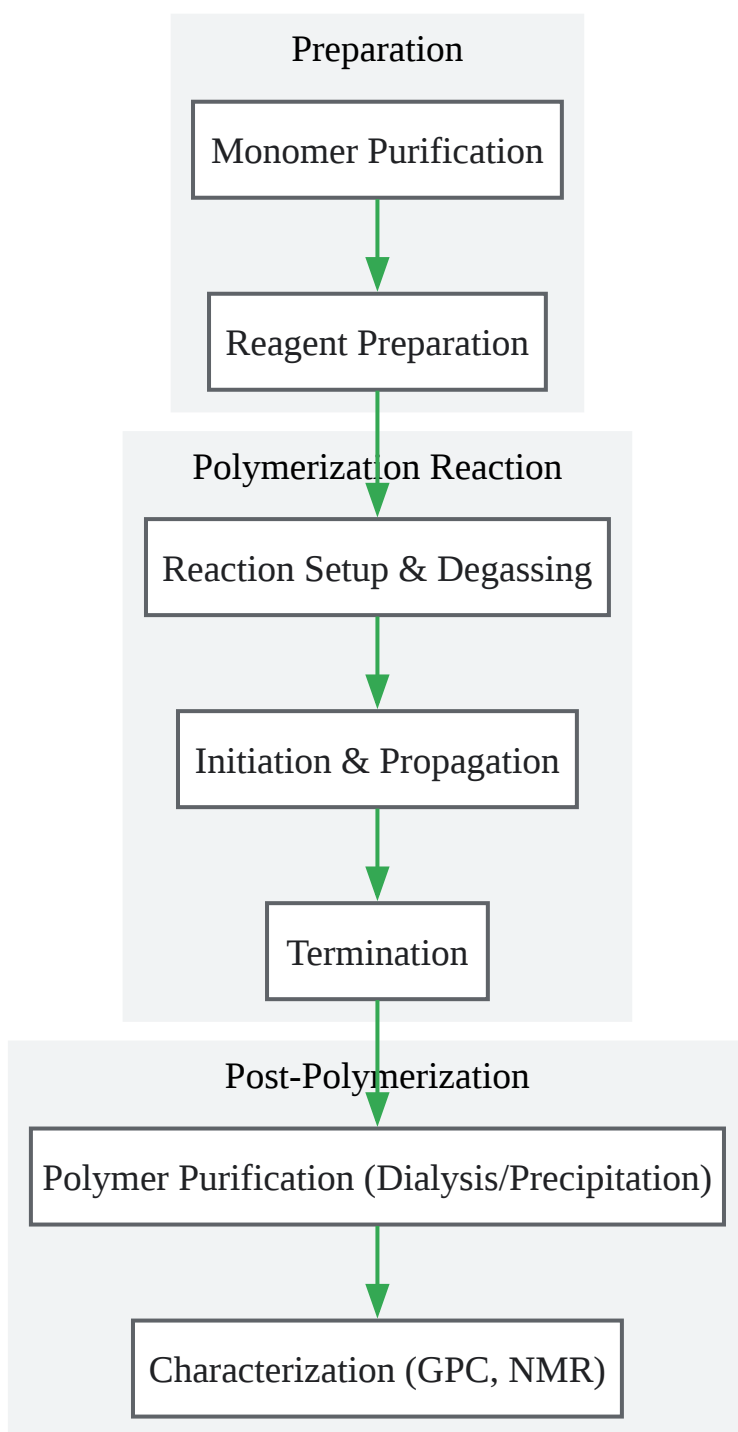 Preparation
Monomer Purification
Reagent Preparation
Polymerization Reaction
Reaction Setup & Degassing
Initiation & Propagation
Termination
Post-Polymerization
Polymer Purification (Dialysis/Precipitation)
Characterization (GPC, NMR)